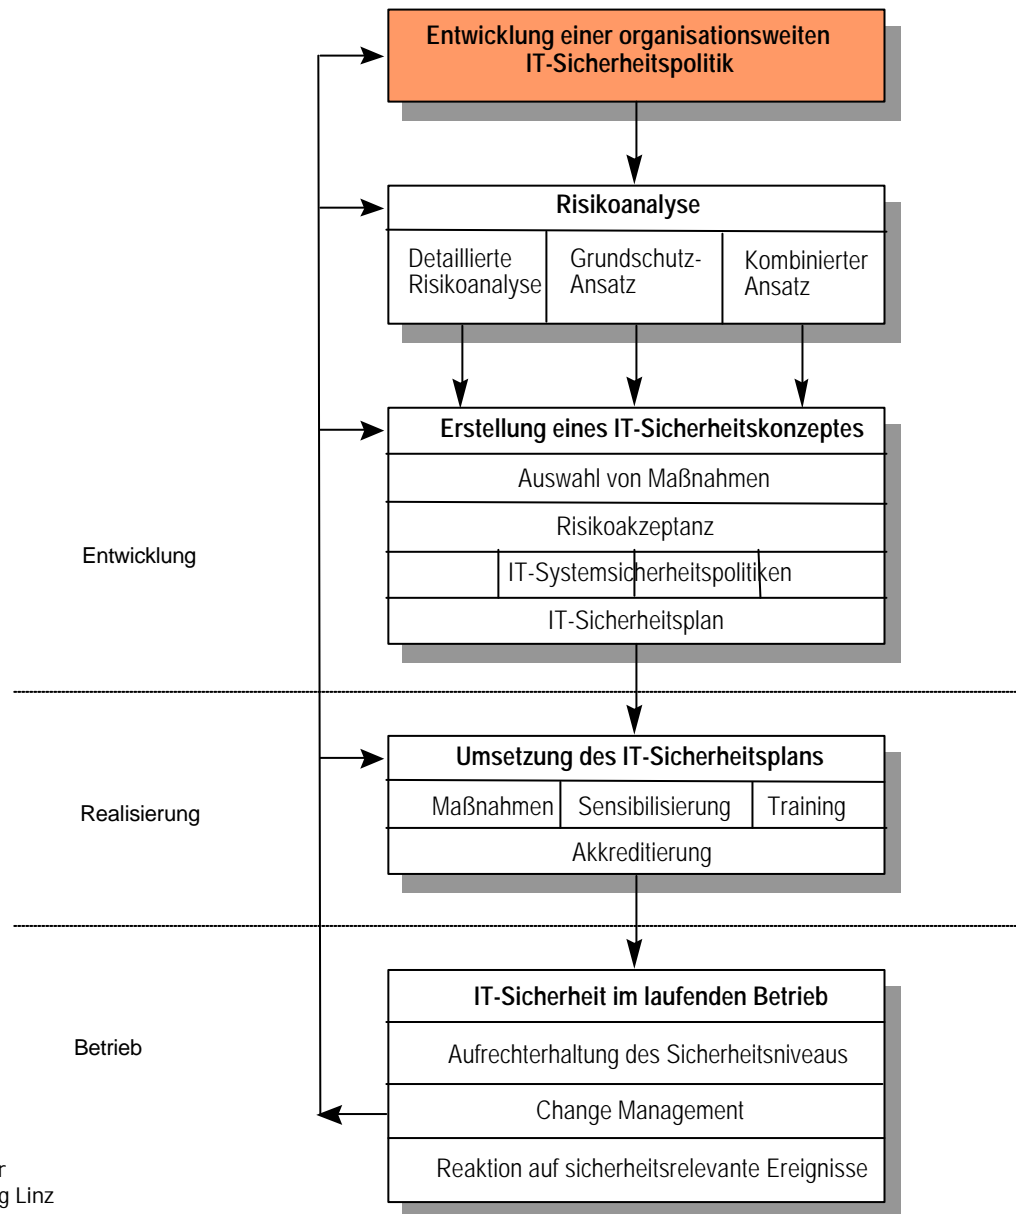 Entwicklung einer organisationsweiten
IT-Sicherheitspolitik
Risikoanalyse
Detaillierte
Risikoanalyse
Grundschutz-
Ansatz
Kombinierter
Ansatz
Erstellung eines IT-Sicherheitskonzeptes
Auswahl von Maßnahmen
Risikoakzeptanz
IT-Systemsicherheitspolitiken
IT-Sicherheitsplan
Entwicklung
Umsetzung des IT-Sicherheitsplans
Maßnahmen
Sensibilisierung
Training
Akkreditierung
Realisierung
IT-Sicherheit im laufenden Betrieb
Aufrechterhaltung des Sicherheitsniveaus
Change Management
Reaktion auf sicherheitsrelevante Ereignisse
Betrieb
r
g Linz